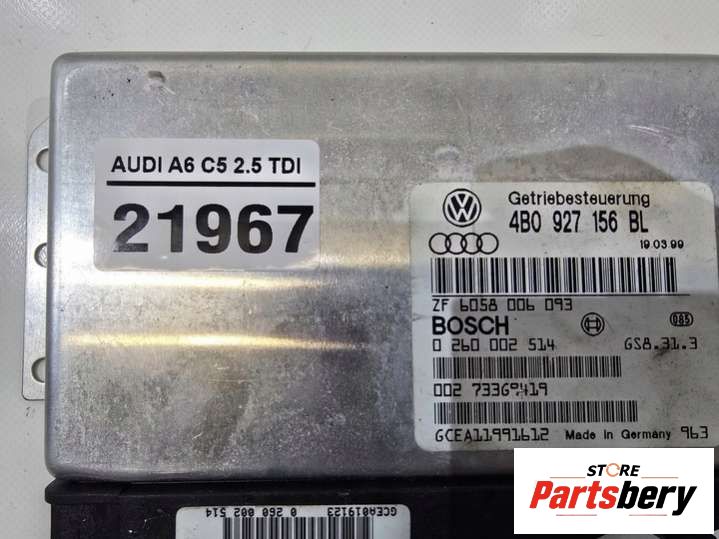 AUDI A6 C5 2.5 TDI
21967
Getriebesteuerung
4B0 927 156 BL
19.03.99
ZF 6058 006 093
BOSCH
085
0 260 002 514 GS8.31.3
002 73369419
GCEA11991612 Made in Germany 963
GCEA019123 0 260 002 514
STORE
Partsbery